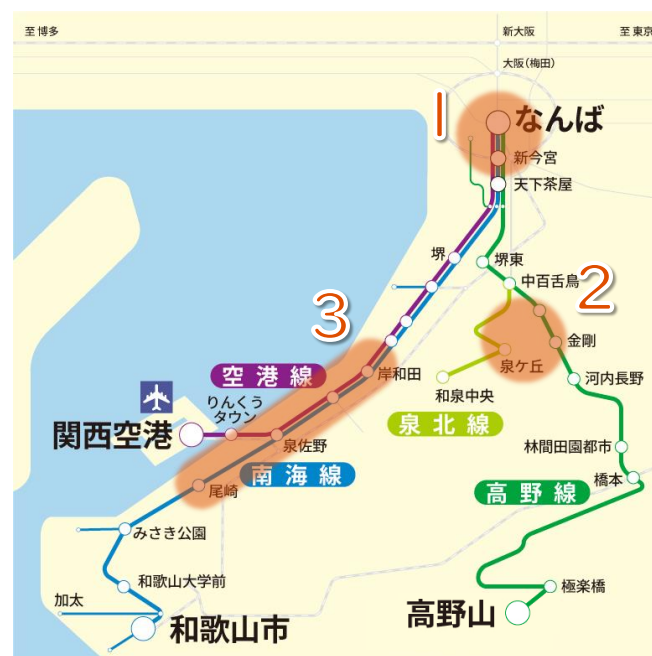 至博多
新大阪
至東京
大阪(梅田)
1
なんば
新今宮
天下茶屋
堺
堺東
中百舌鳥
2
3
金剛
泉ケ丘
岸和田
空港線
河内長野
りんくう
タウン
和泉中央
関西空港
泉北線
泉佐野
林間田園都市
南海線
橋本
尾崎
高野線
みさき公園
和歌山大学前
極楽橋
加太
高野山
和歌山市